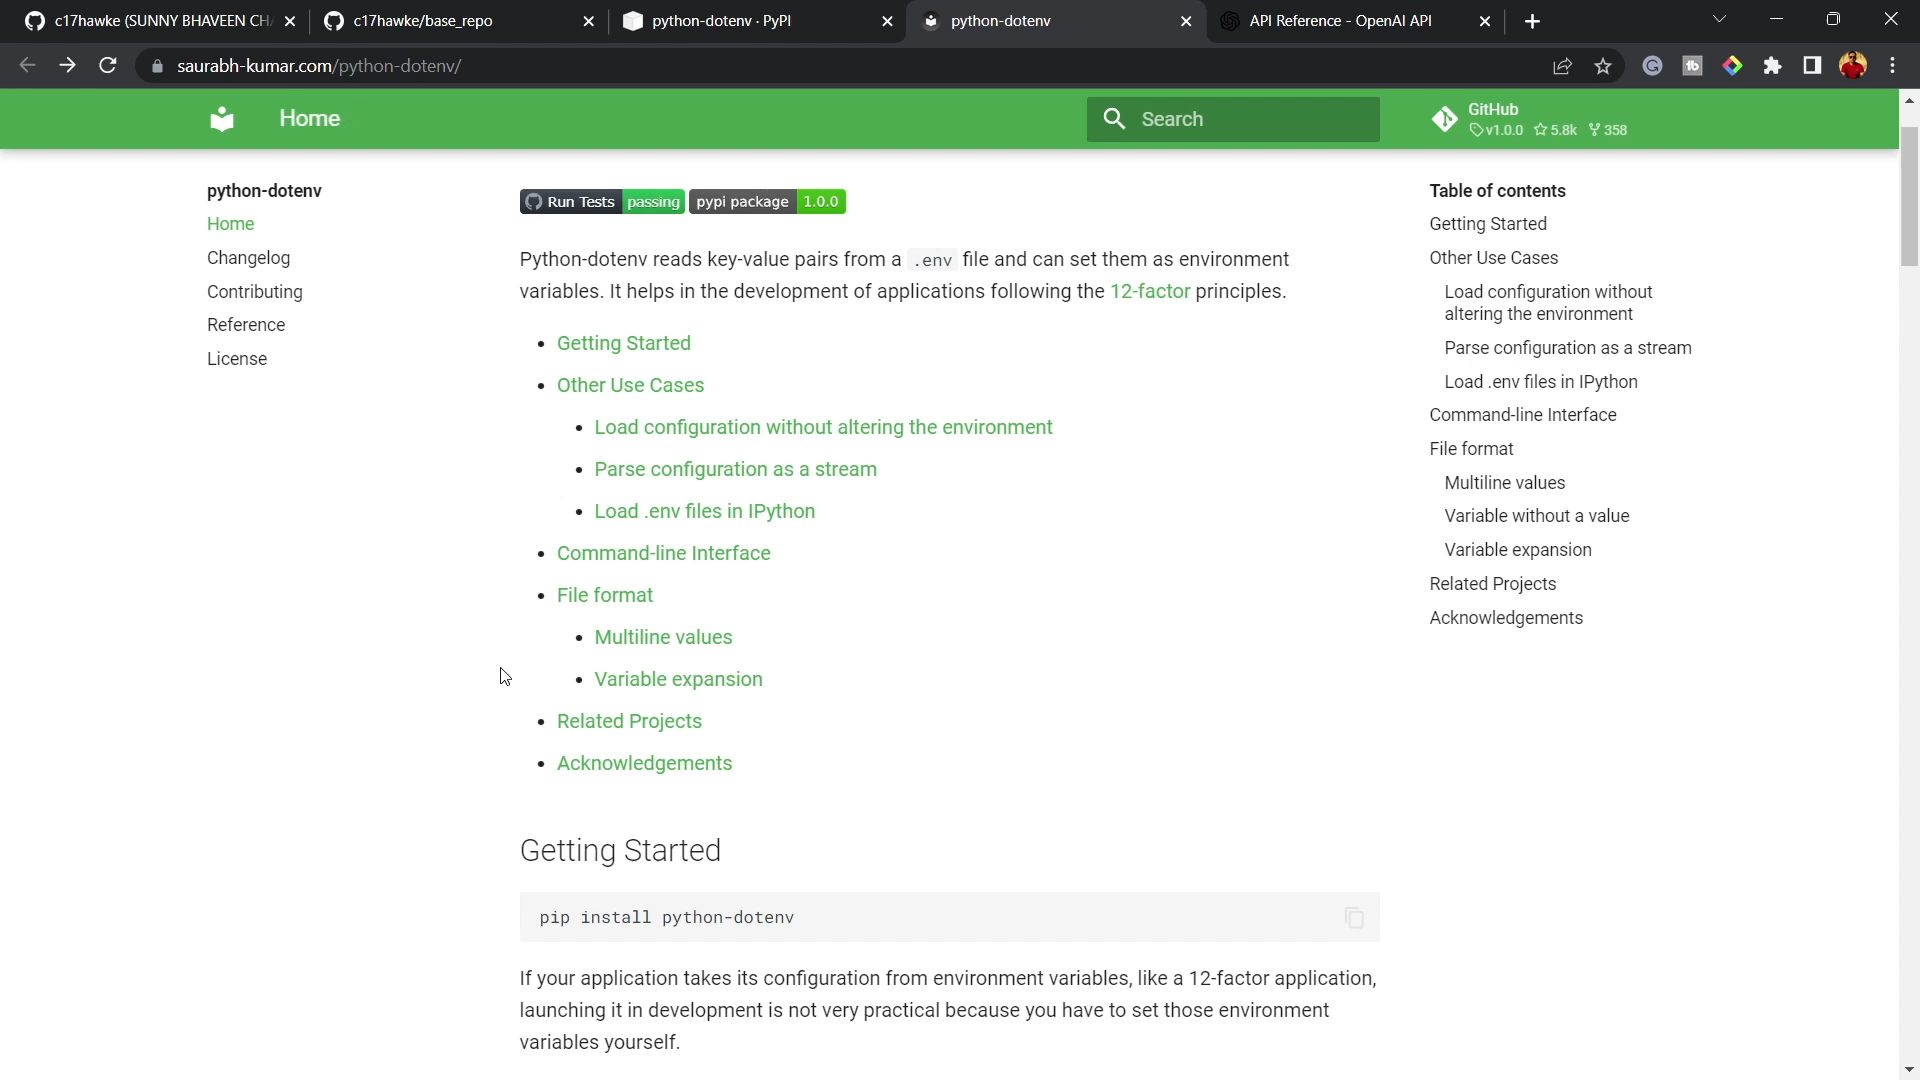 c17hawke (SUNNY BHAVEEN CH
c17hawke/base_repo
python-dotenv · PyPI
python-dotenv
API Reference - OpenAI API
saurabh-kumar.com/python-dotenv/
Home
Search
GitHub
v1.0.0 5.8k 358
python-dotenv
Home
Changelog
Contributing
Reference
License
Run Tests passing pypi package 1.0.0
Python-dotenv reads key-value pairs from a .env file and can set them as environment
variables. It helps in the development of applications following the 12-factor principles.
• Getting Started
• Other Use Cases
• Load configuration without altering the environment
• Parse configuration as a stream
• Load .env files in IPython
• Command-line Interface
• File format
• Multiline values
• Variable expansion
• Related Projects
• Acknowledgements
Getting Started
pip install python-dotenv
If your application takes its configuration from environment variables, like a 12-factor application,
launching it in development is not very practical because you have to set those environment
variables yourself.
Table of contents
Getting Started
Other Use Cases
Load configuration without
altering the environment
Parse configuration as a stream
Load .env files in IPython
Command-line Interface
File format
Multiline values
Variable without a value
Variable expansion
Related Projects
Acknowledgements